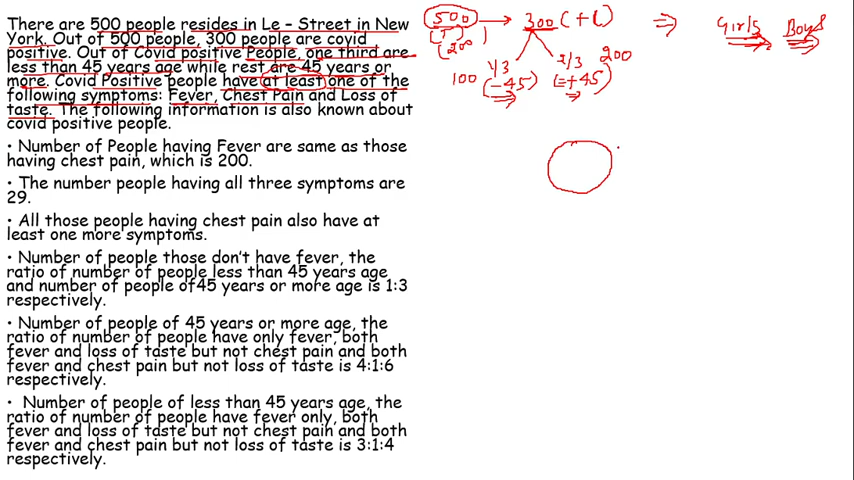 There are 500 people resides in Le – Street in New
York. Out of 500 people, 300 people are covid
positive. Out of Covid positive People, one third are
less than 45 years age while rest are 45 years or
more. Covid Positive people have at least one of the
following symptoms: Fever, Chest Pain and Loss of
taste. The following information is also known about
covid positive people.
• Number of People having Fever are same as those
having chest pain, which is 200.
• The number people having all three symptoms are
29.
• All those people having chest pain also have at
least one more symptoms.
• Number of people those don't have fever, the
ratio of number of people less than 45 years age
and number of people of45 years or more age is 1:3
respectively.
• Number of people of 45 years or more age, the
ratio of number of people have only fever, both
fever and loss of taste but not chest pain and both
fever and chest pain but not loss of taste is 4:1:6
respectively.
• Number of people of less than 45 years age, the
ratio of number of people have fever only, both
fever and loss of taste but not chest pain and both
fever and chest pain but not loss of taste is 3:1:4
respectively.
500 → 300 ⇒ Girls Boys
(200
1/3 2/3 200
100 (-45) (=+45)